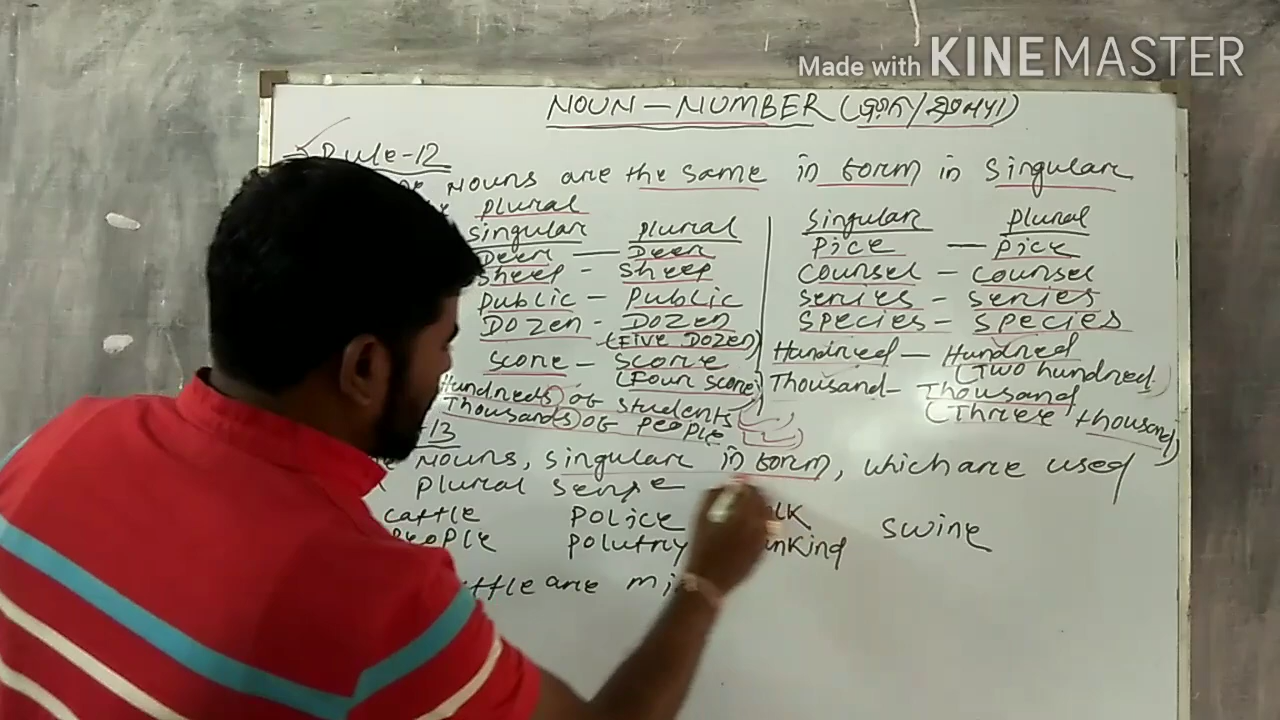 Made with KINEMASTER
NOUN - NUMBER (
Rule-12
Nouns are the same in form in Singular
plural
Singular plural
Deer - Deer
Sheep - Sheep
Public - Public
Dozen - Dozen
(Five Dozen)
Score - Score
(Four score)
Hundreds of students
Thousands of people
Singular plural
Pice - pice
Counsel - counsel
Series - Series
Species - Species
Hundred - Hundred
(Two hundred)
Thousand - Thousand
(Three thousand)
13
Nouns, singular in form, which are used
plural sense
cattle police swine
People polutry
are